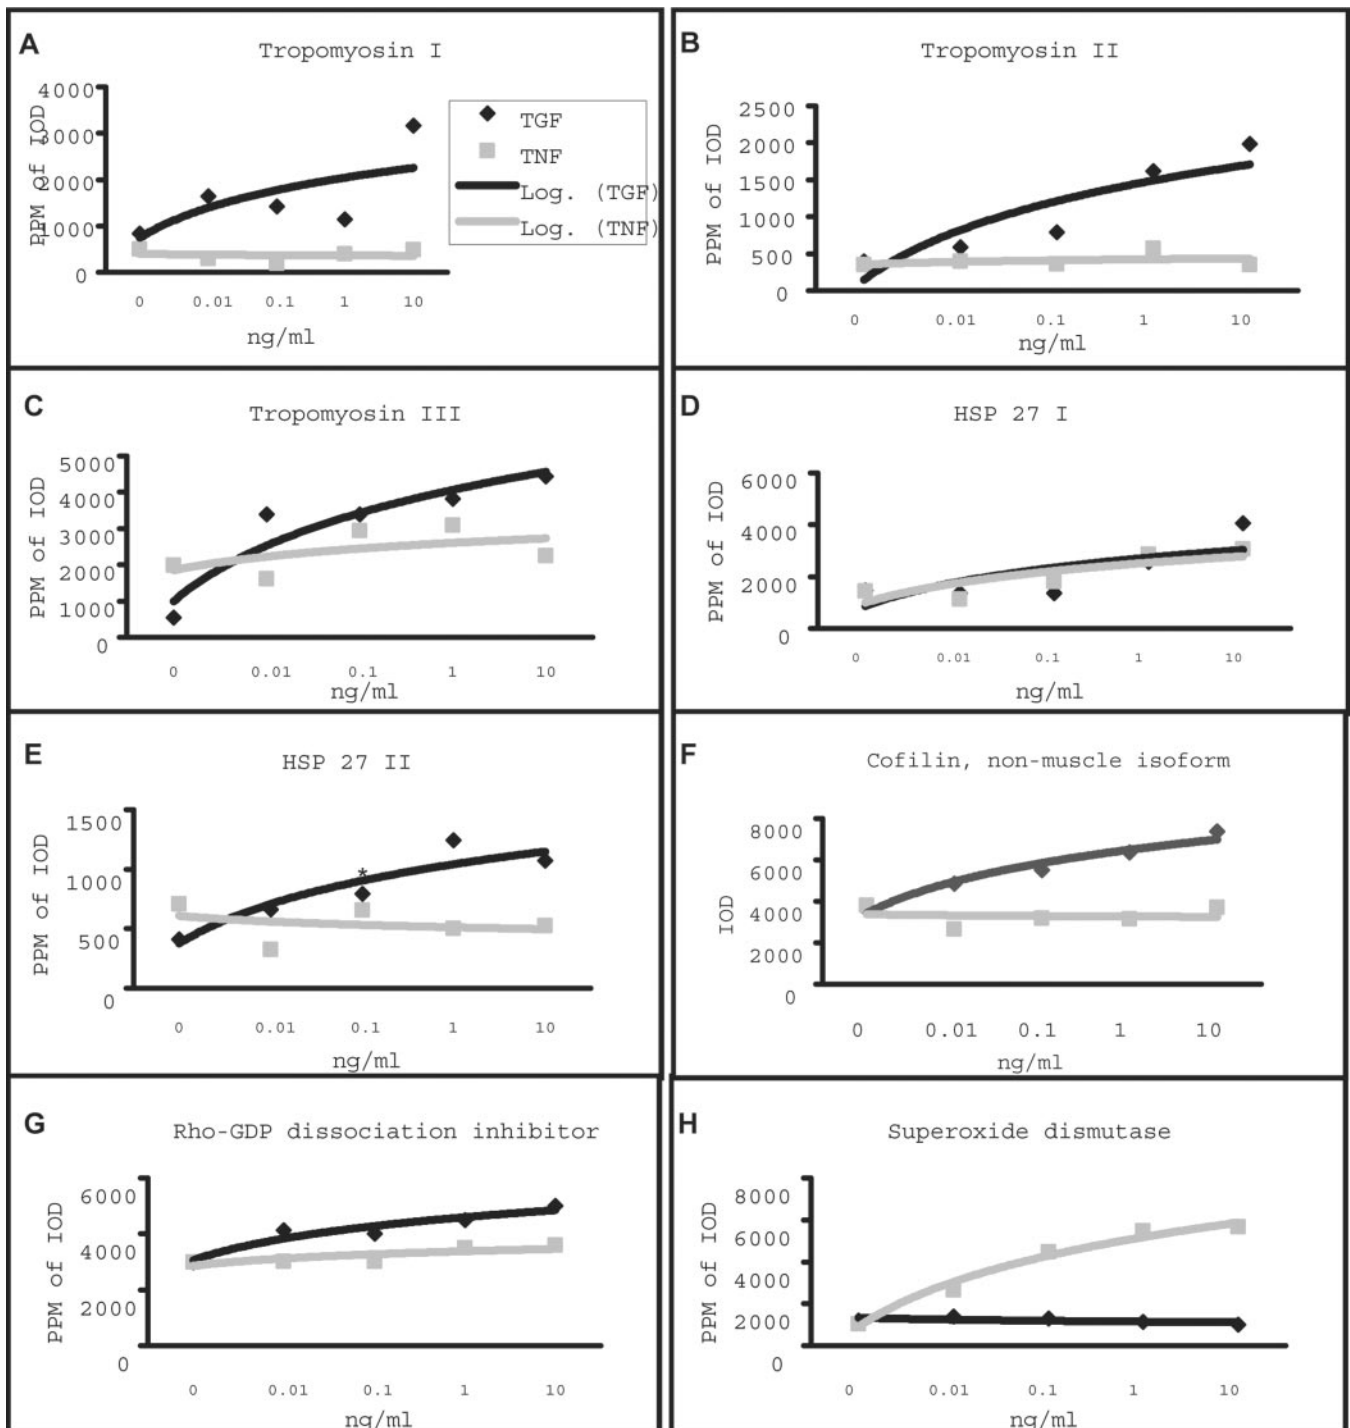 A
Tropomyosin I
PPM of IOD
4000
3000
2000
1000
0
0 0.01 0.1 1 10
ng/ml
TGF
TNF
Log. (TGF)
Log. (TNF)
B
Tropomyosin II
PPM of IOD
2500
2000
1500
1000
500
0
0 0.01 0.1 1 10
ng/ml
C
Tropomyosin III
PPM of IOD
5000
4000
3000
2000
1000
0
0 0.01 0.1 1 10
ng/ml
D
HSP 27 I
PPM of IOD
6000
4000
2000
0
0 0.01 0.1 1 10
ng/ml
E
HSP 27 II
PPM of IOD
1500
1000
500
0
*
0 0.01 0.1 1 10
ng/ml
F
Cofilin, non-muscle isoform
IOD
8000
6000
4000
2000
0
0 0.01 0.1 1 10
ng/ml
G
Rho-GDP dissociation inhibitor
PPM of IOD
6000
4000
2000
0
0 0.01 0.1 1 10
ng/ml
H
Superoxide dismutase
PPM of IOD
8000
6000
4000
2000
0
0 0.01 0.1 1 10
ng/ml